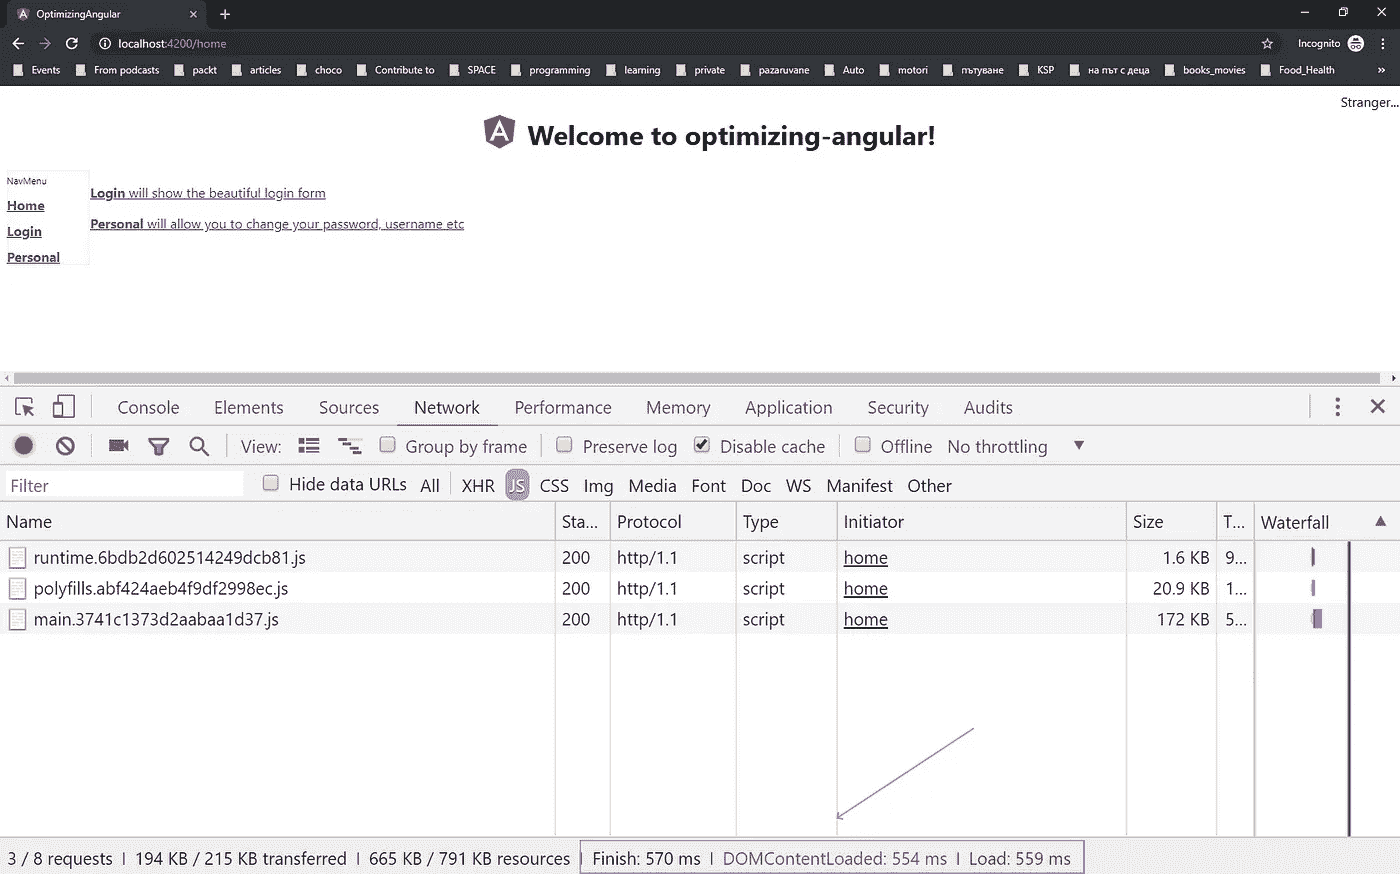 OptimizingAngular
localhost:4200/home
Incognito
Events From podcasts packt articles choco Contribute to SPACE programming learning private pazaruvane Auto motori пътуване KSP на път с деца books_movies Food_Health »
Stranger...
Welcome to optimizing-angular!
NavMenu
Home
Login
Personal
Login will show the beautiful login form
Personal will allow you to change your password, username etc
Console Elements Sources Network Performance Memory Application Security Audits
View: Group by frame Preserve log Disable cache Offline No throttling
Filter Hide data URLs All XHR JS CSS Img Media Font Doc WS Manifest Other
Name Sta... Protocol Type Initiator Size T... Waterfall
runtime.6bdb2d602514249dcb81.js 200 http/1.1 script home 1.6 KB 9...
polyfills.abf424aeb4f9df2998ec.js 200 http/1.1 script home 20.9 KB 1...
main.3741c1373d2aabaa1d37.js 200 http/1.1 script home 172 KB 5...
3 / 8 requests | 194 KB / 215 KB transferred | 665 KB / 791 KB resources Finish: 570 ms | DOMContentLoaded: 554 ms | Load: 559 ms